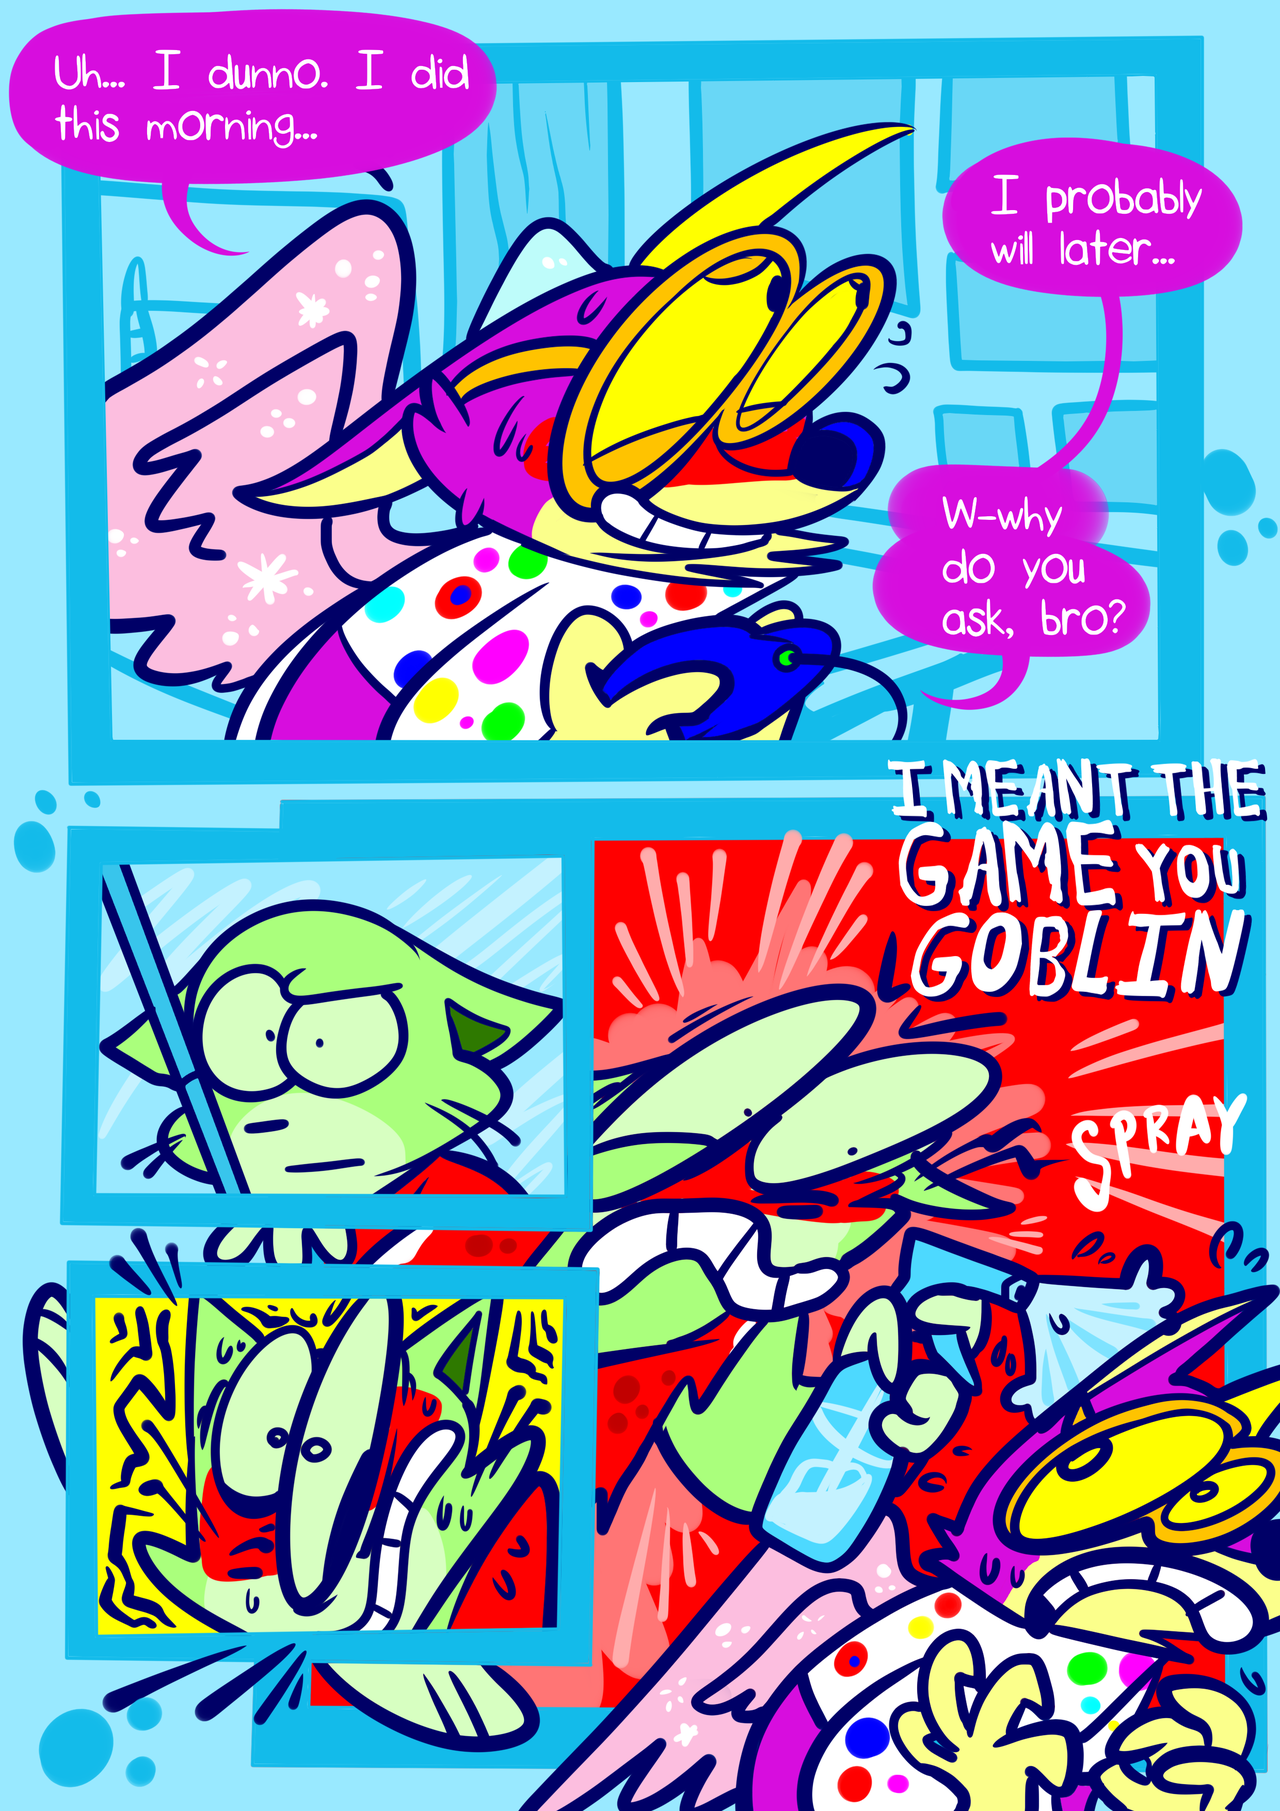 Uh... I dunno. I did
this morning...
I probably
will later...
W-why
do you
ask, bro?
I MEANT THE
GAME YOU
GOBLIN
SPRAY